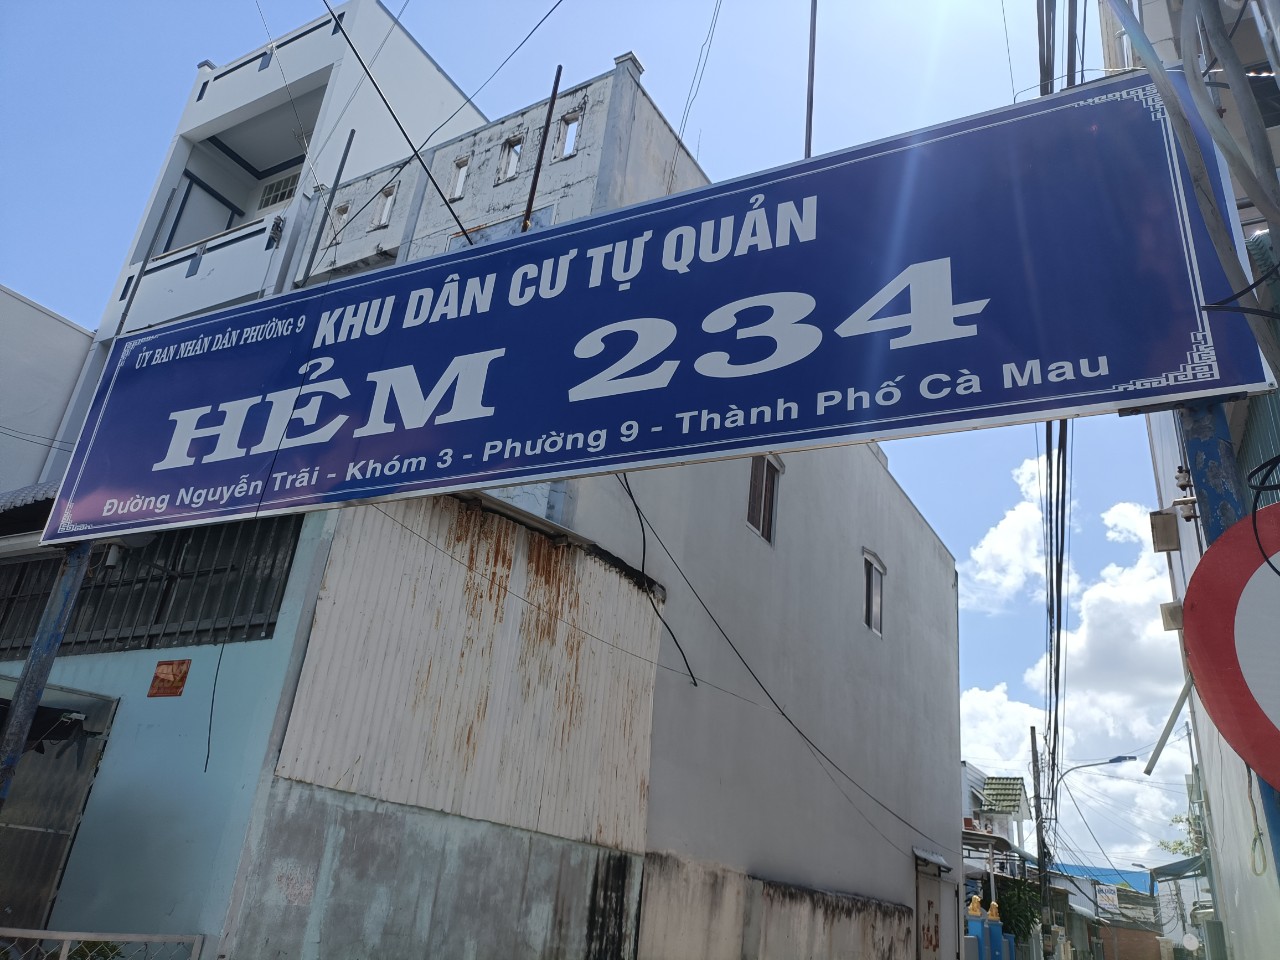 ỦY BAN NHÂN DÂN PHƯỜNG 9
KHU DÂN CƯ TỰ QUẢN
HẺM 234
Đường Nguyễn Trãi - Khóm 3 - Phường 9 - Thành Phố Cà Mau